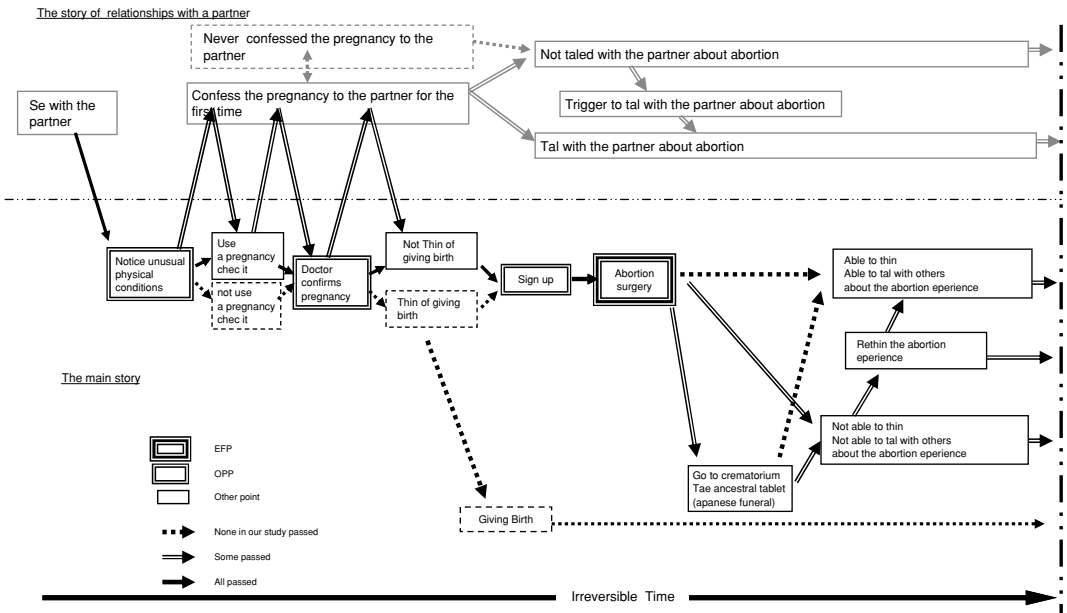 The story of relationships with a partner
Never confessed the pregnancy to the
partner
Not taled with the partner about abortion
Confess the pregnancy to the partner for the
first time
Se with the
partner
Trigger to tal with the partner about abortion
Tal with the partner about abortion
Notice unusual
physical
conditions
Use
a pregnancy
chec it
not use
a pregnancy
chec it
Doctor
confirms
pregnancy
Not Thin of
giving birth
Thin of giving
birth
Sign up
Abortion
surgery
Able to thin
Able to tal with others
about the abortion eperience
Rethin the abortion
eperience
Not able to thin
Not able to tal with others
about the abortion eperience
Go to crematorium
Tae ancestral tablet
(apanese funeral)
Giving Birth
The main story
EFP
OPP
Other point
None in our study passed
Some passed
All passed
Irreversible Time